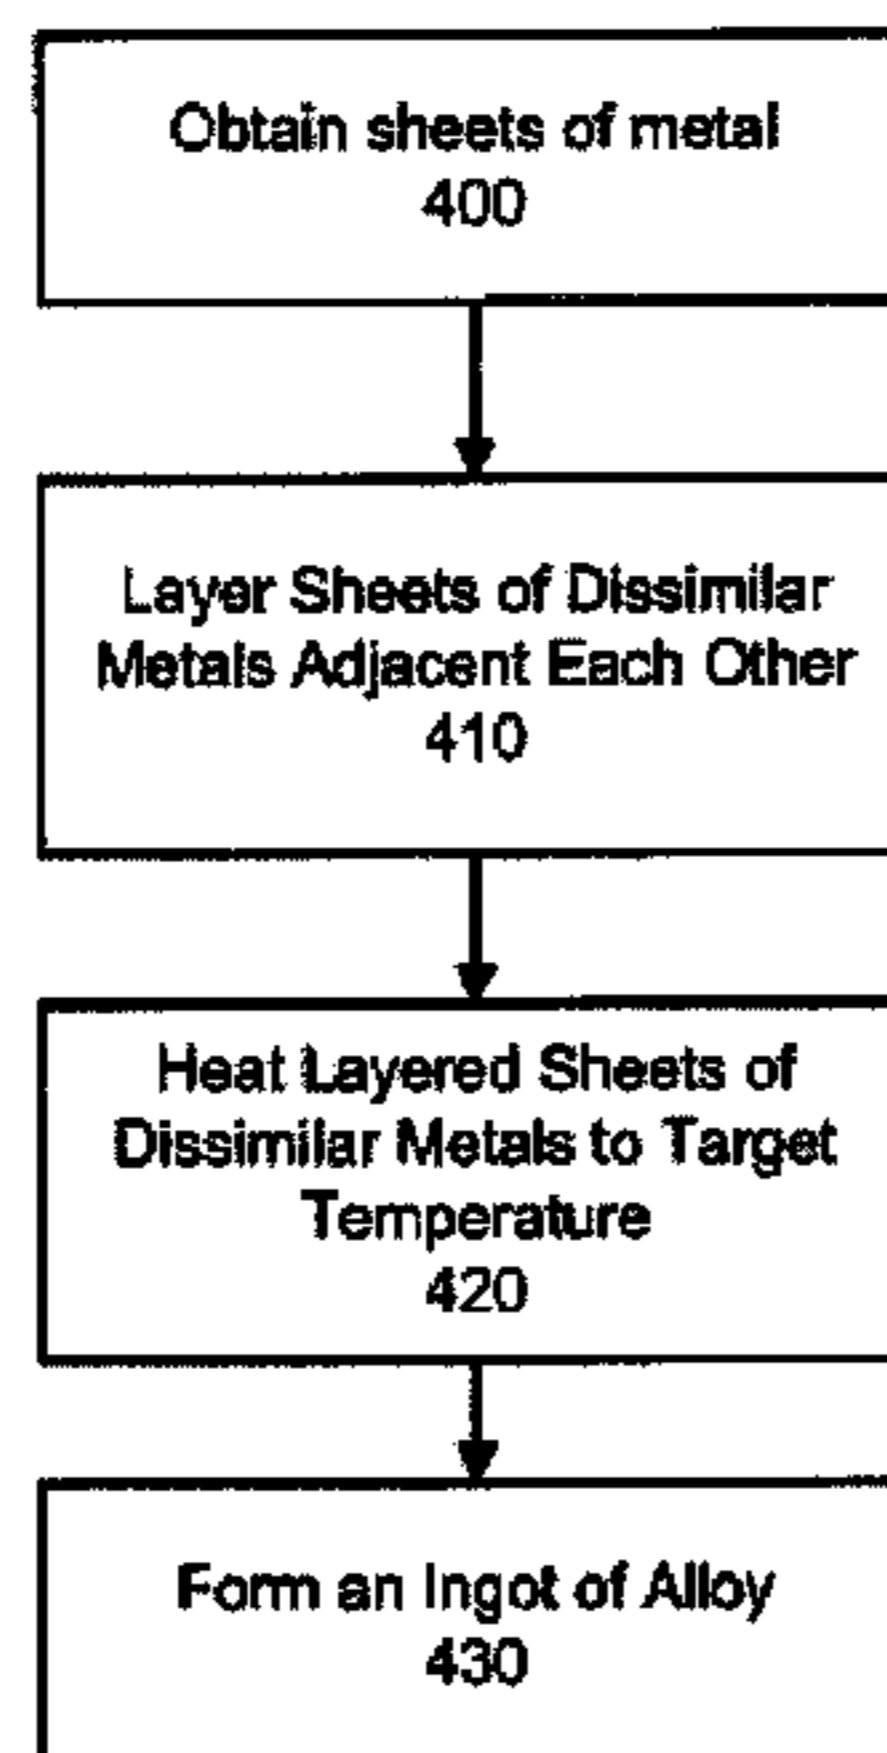 Obtain sheets of metal
400
Layer Sheets of Dissimilar
Metals Adjacent Each Other
410
Heat Layered Sheets of
Dissimilar Metals to Target
Temperature
420
Form an Ingot of Alloy
430